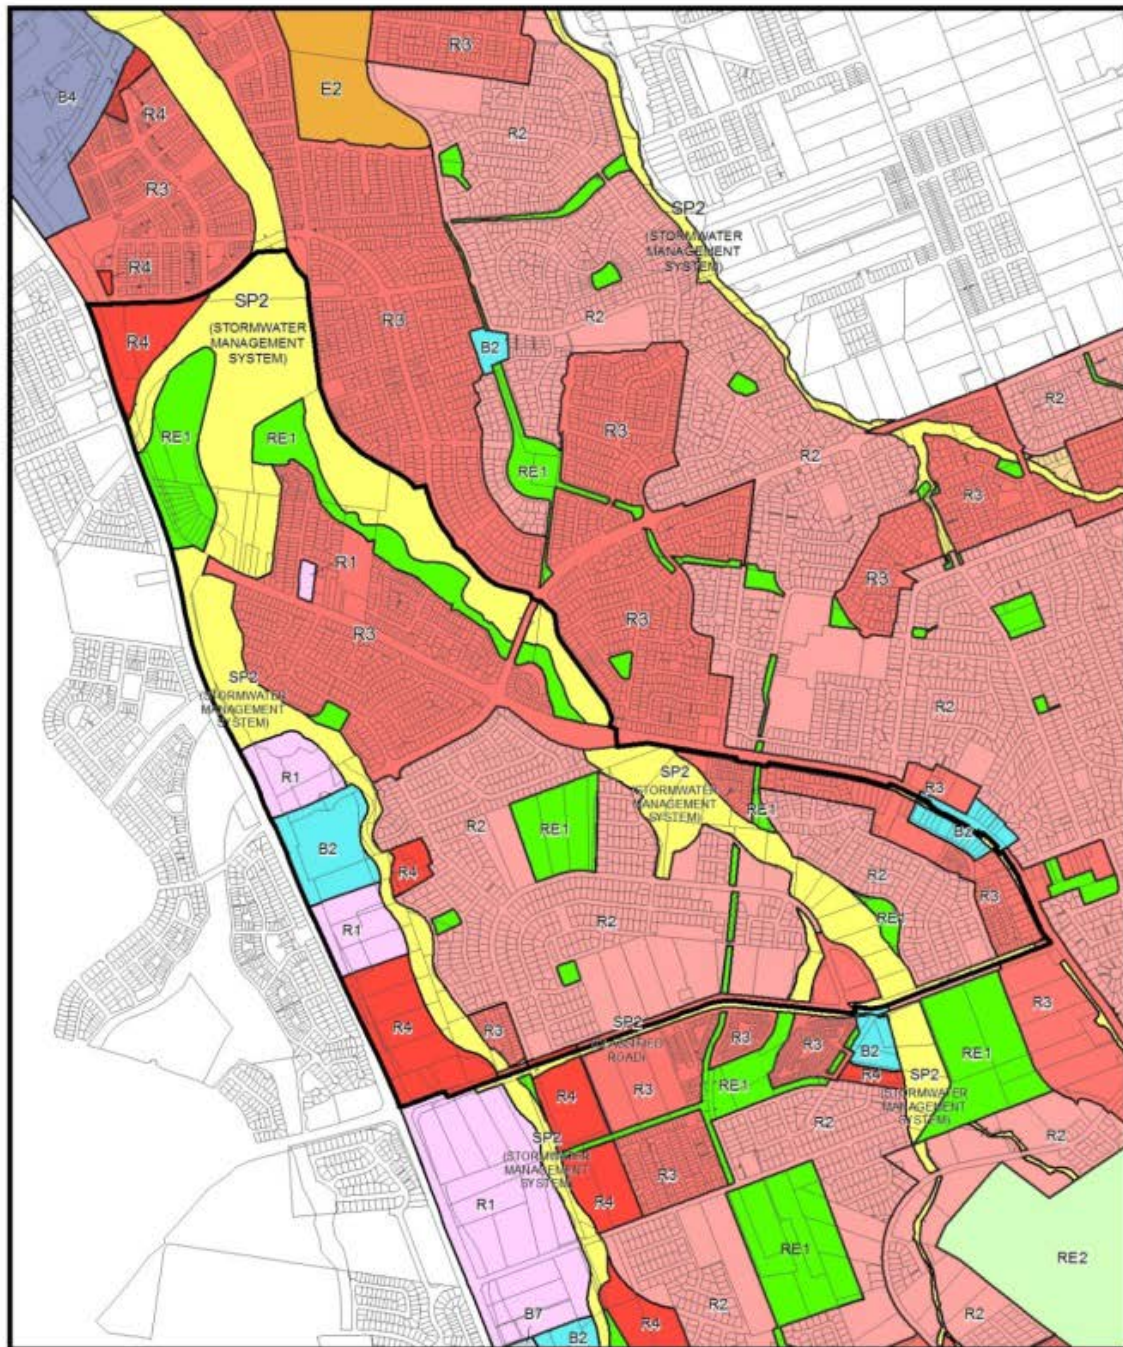 R3
E2
B4
R4
R2
R3
SP2
(STORMWATER
MANAGEMENT
SYSTEM)
R4
SP2
(STORMWATER
MANAGEMENT
SYSTEM)
R3
R2
R4
B2
R2
RE1
RE1
R3
R2
RE1
R3
R1
R3
R3
R3
SP2
(STORMWATER
MANAGEMENT
SYSTEM)
R2
R1
SP2
(STORMWATER
MANAGEMENT
SYSTEM)
R3
R2
RE1
RE1
B2
B2
R4
R2
R3
R2
RE1
R1
R4
R3
SP2
(CLASSIFIED
ROAD)
R3
R3
R3
B2
RE1
R4
R3
RE1
R4
SP2
(STORMWATER
MANAGEMENT
SYSTEM)
R2
R2
SP2
(STORMWATER
MANAGEMENT
SYSTEM)
R3
R1
R4
RE1
RE2
R2
R2
B7
B2
R4